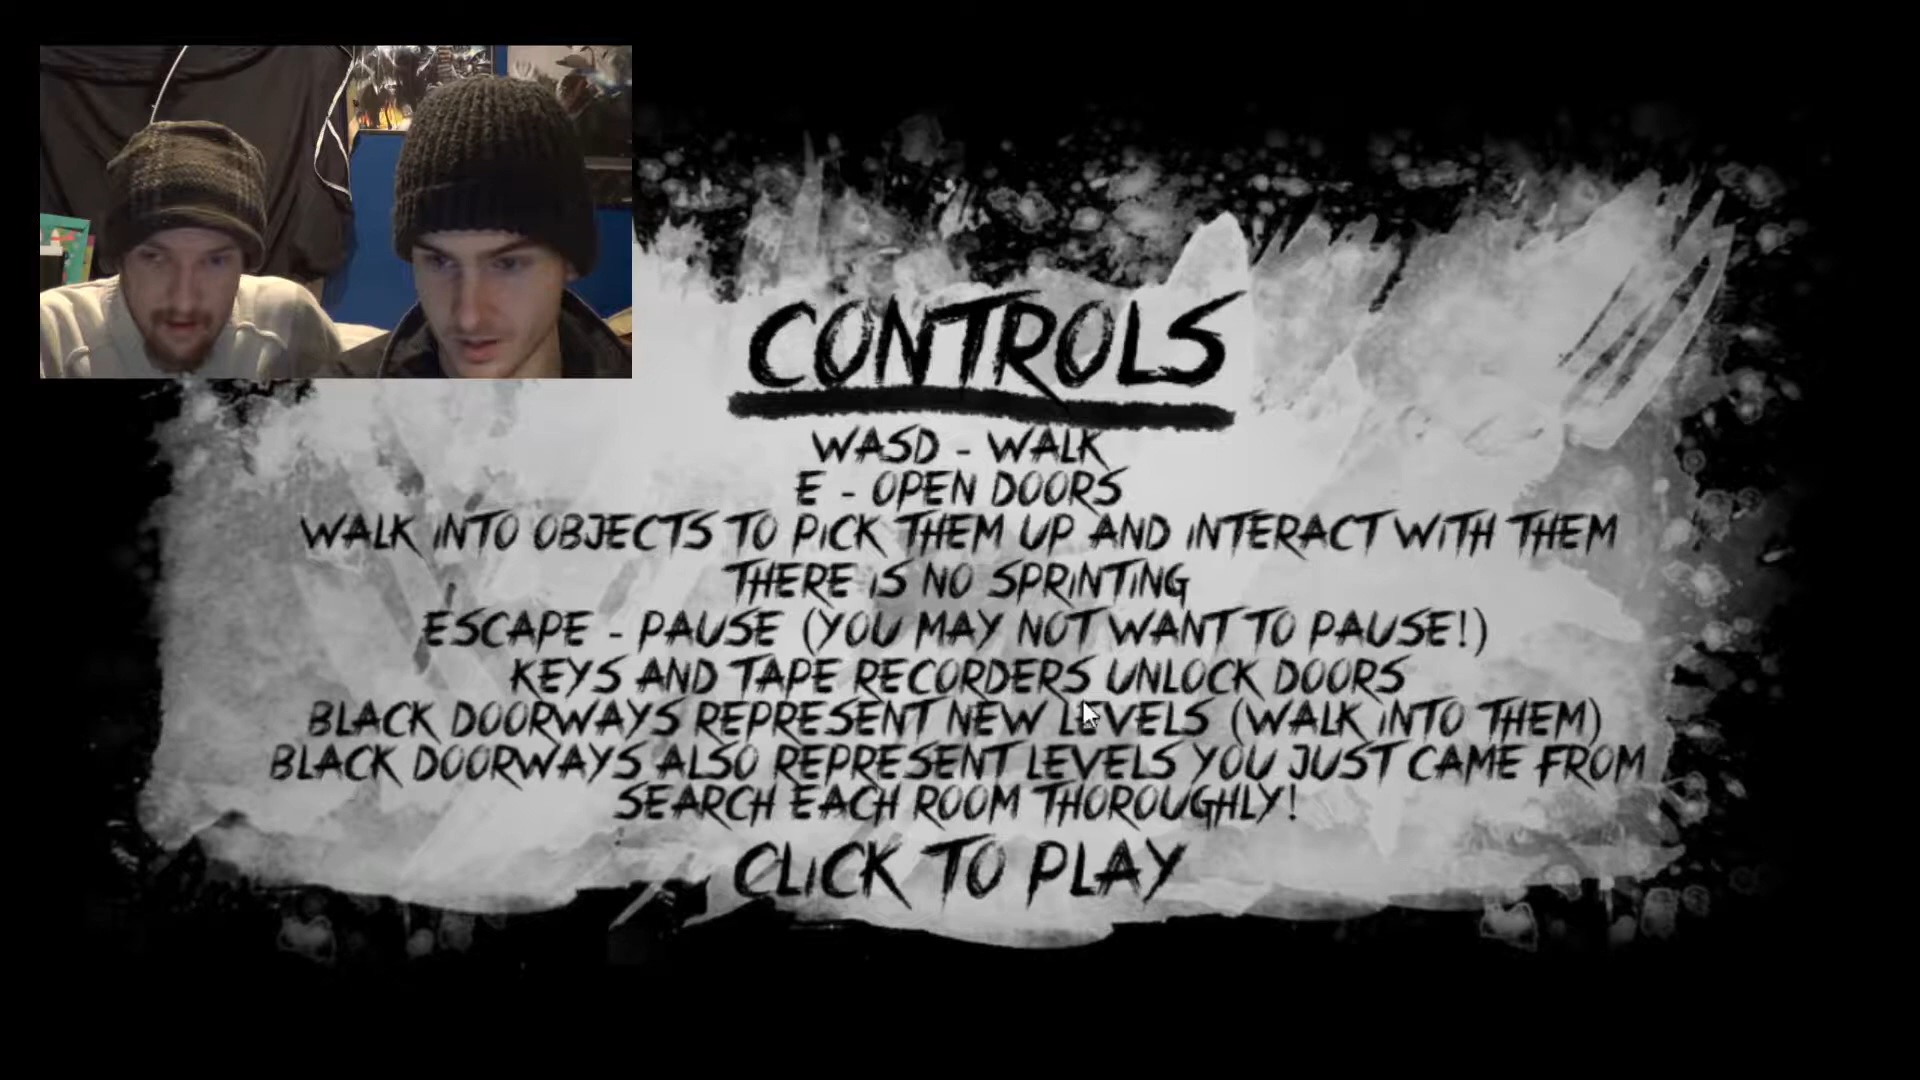 CONTROLS
WASD - WALK
E - OPEN DOORS
WALK INTO OBJECTS TO PICK THEM UP AND INTERACT WITH THEM
THERE IS NO SPRINTING
ESCAPE - PAUSE (YOU MAY NOT WANT TO PAUSE!)
KEYS AND TAPE RECORDERS UNLOCK DOORS
BLACK DOORWAYS REPRESENT NEW LEVELS (WALK INTO THEM)
BLACK DOORWAYS ALSO REPRESENT LEVELS YOU JUST CAME FROM
SEARCH EACH ROOM THOROUGHLY!
CLICK TO PLAY